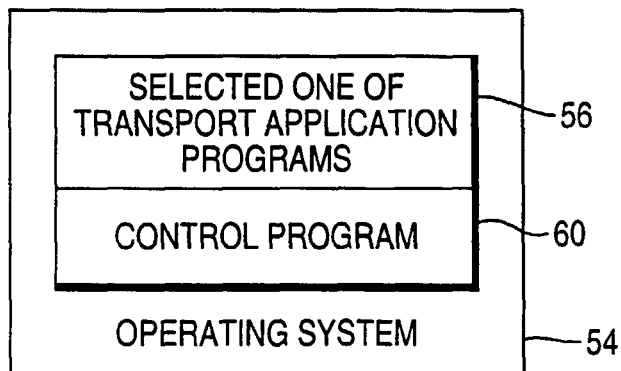 SELECTED ONE OF
TRANSPORT APPLICATION
PROGRAMS
56
CONTROL PROGRAM
60
OPERATING SYSTEM
54